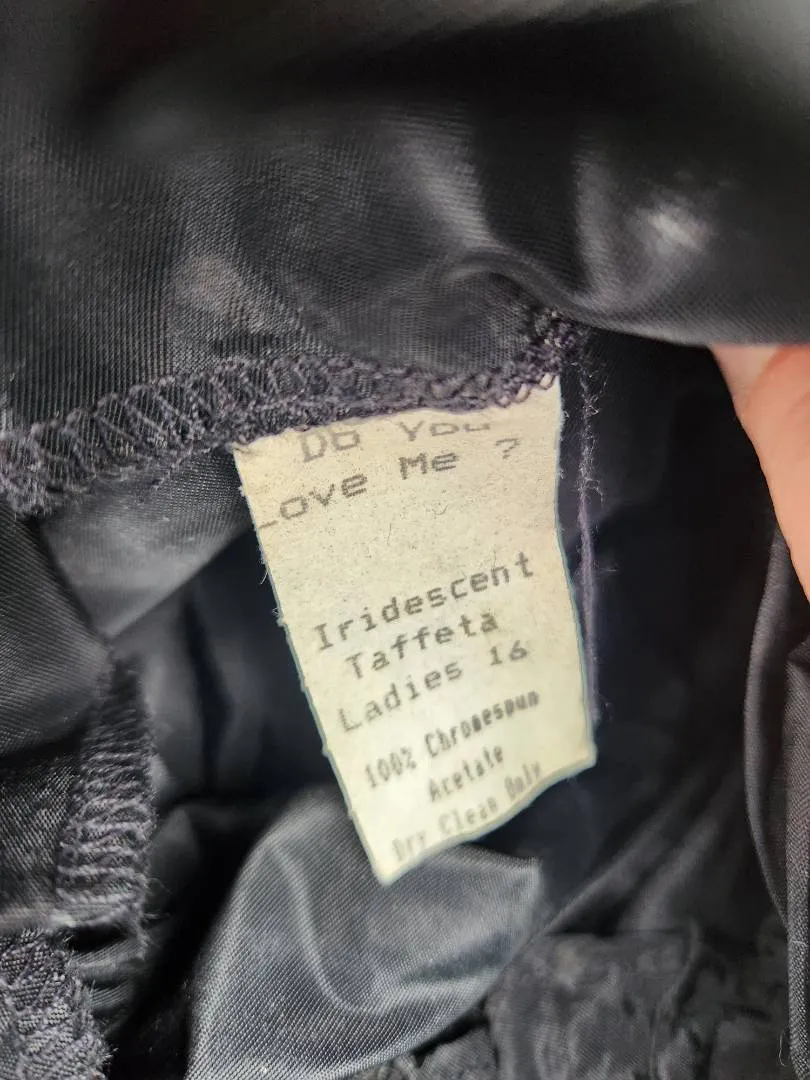 Do You
Love Me ?
Iridescent
Taffeta
Ladies 16
100% Chromespun
Acetate
Dry Clean Only